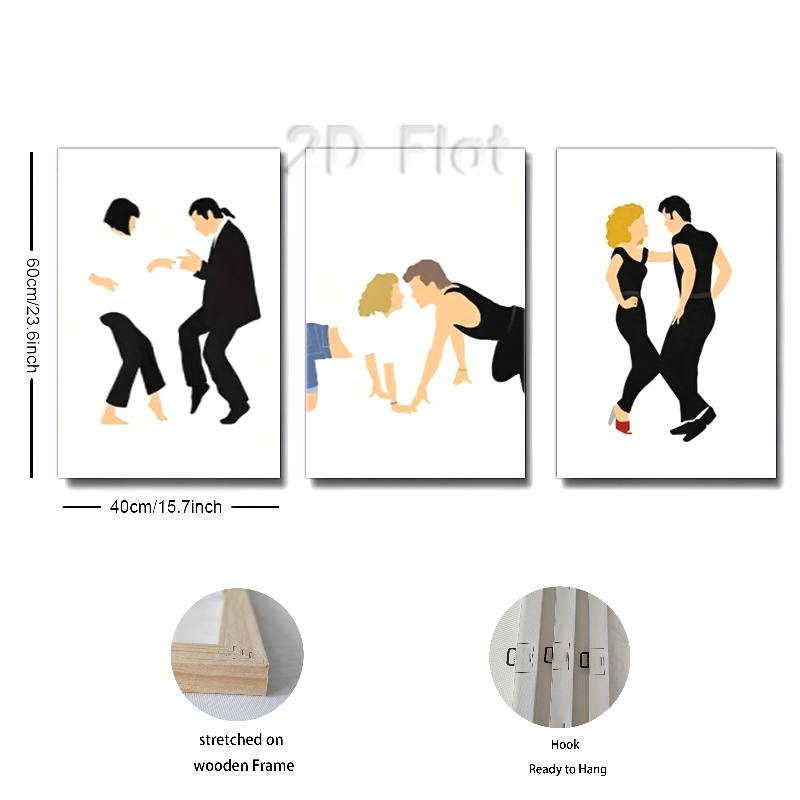 2D Flat
60cm/23.6inch
40cm/15.7inch
stretched on
wooden Frame
Hook
Ready to Hang